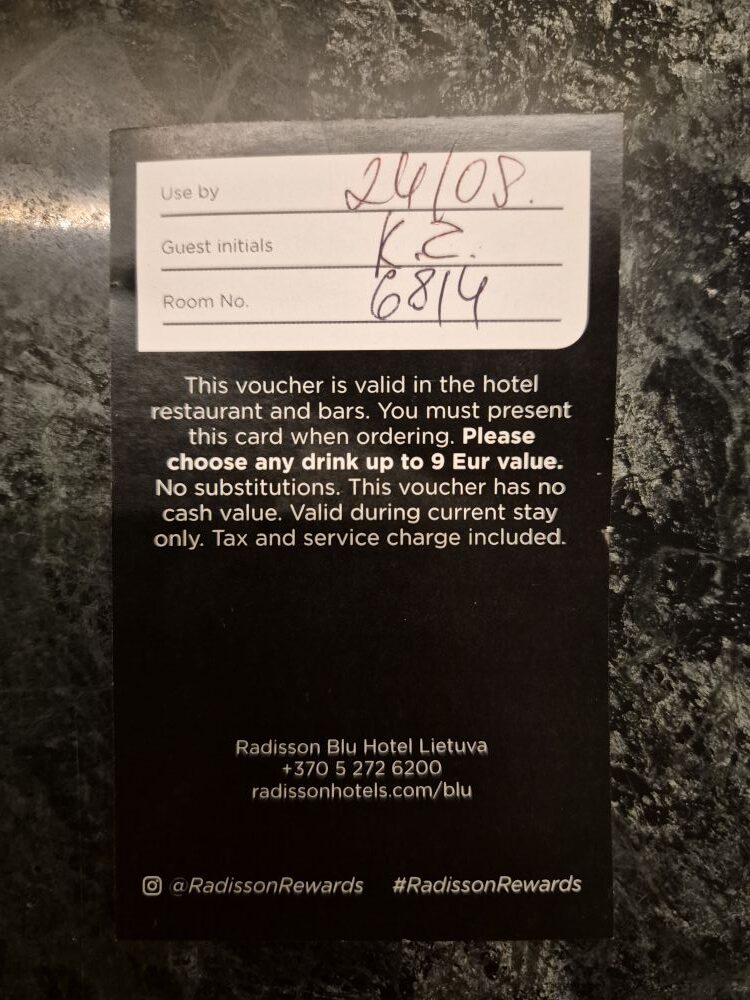 Use by 24/08.
Guest initials K.Z.
Room No. 6814
This voucher is valid in the hotel
restaurant and bars. You must present
this card when ordering. Please
choose any drink up to 9 Eur value.
No substitutions. This voucher has no
cash value. Valid during current stay
only. Tax and service charge included.
Radisson Blu Hotel Lietuva
+370 5 272 6200
radissonhotels.com/blu
@RadissonRewards #RadissonRewards